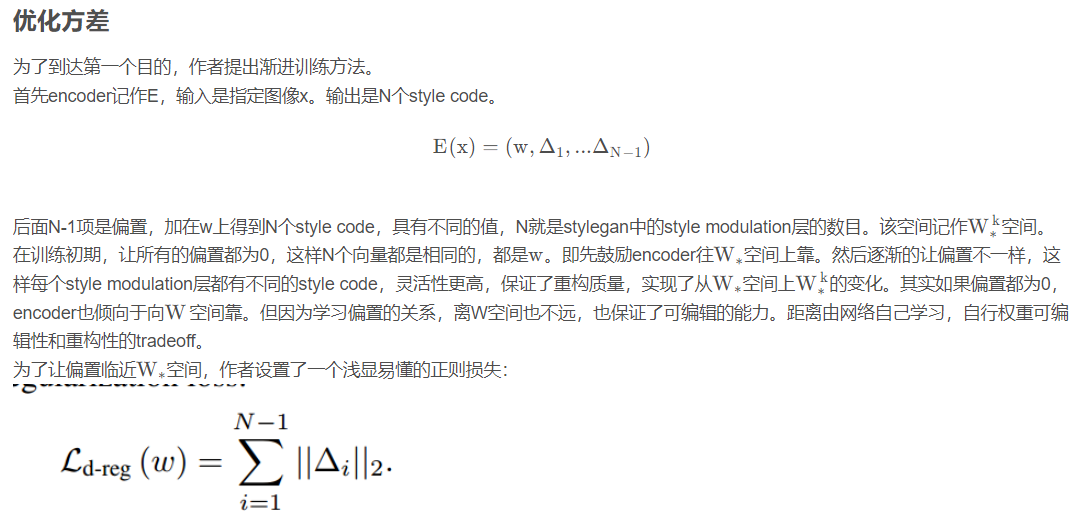 优化方差
为了到达第一个目的，作者提出渐进训练方法。
首先encoder记作E，输入是指定图像x。输出是N个style code。
E(x) = (w, Δ₁, ...Δ_{N−1})
后面N-1项是偏置，加在w上得到N个style code，具有不同的值，N就是stylegan中的style modulation层的数目。该空间记作W_*^k空间。
在训练初期，让所有的偏置都为0，这样N个向量都是相同的，都是w。即先鼓励encoder往W_*空间上靠。然后逐渐的让偏置不一样，这
样每个style modulation层都有不同的style code，灵活性更高，保证了重构质量，实现了从W_*空间上W_*^k的变化。其实如果偏置都为0，
encoder也倾向于向W 空间靠。但因为学习偏置的关系，离W空间也不远，也保证了可编辑的能力。距离由网络自己学习，自行权重可编
辑性和重构性的tradeoff。
为了让偏置临近W_*空间，作者设置了一个浅显易懂的正则损失：
L_{d-reg} (w) = \sum_{i=1}^{N−1} ||Δ_i||_2.